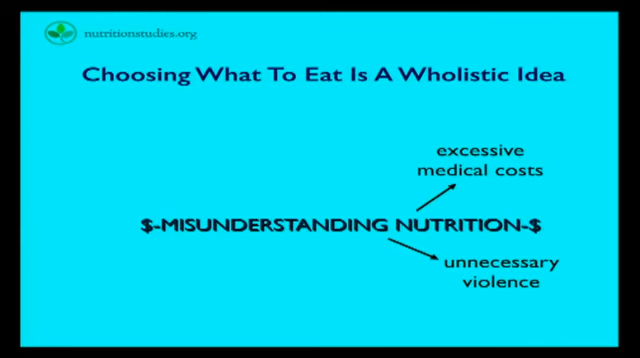 nutritionstudies.org
Choosing What To Eat Is A Wholistic Idea
excessive
medical costs
$-MISUNDERSTANDING NUTRITION-$
unnecessary
violence